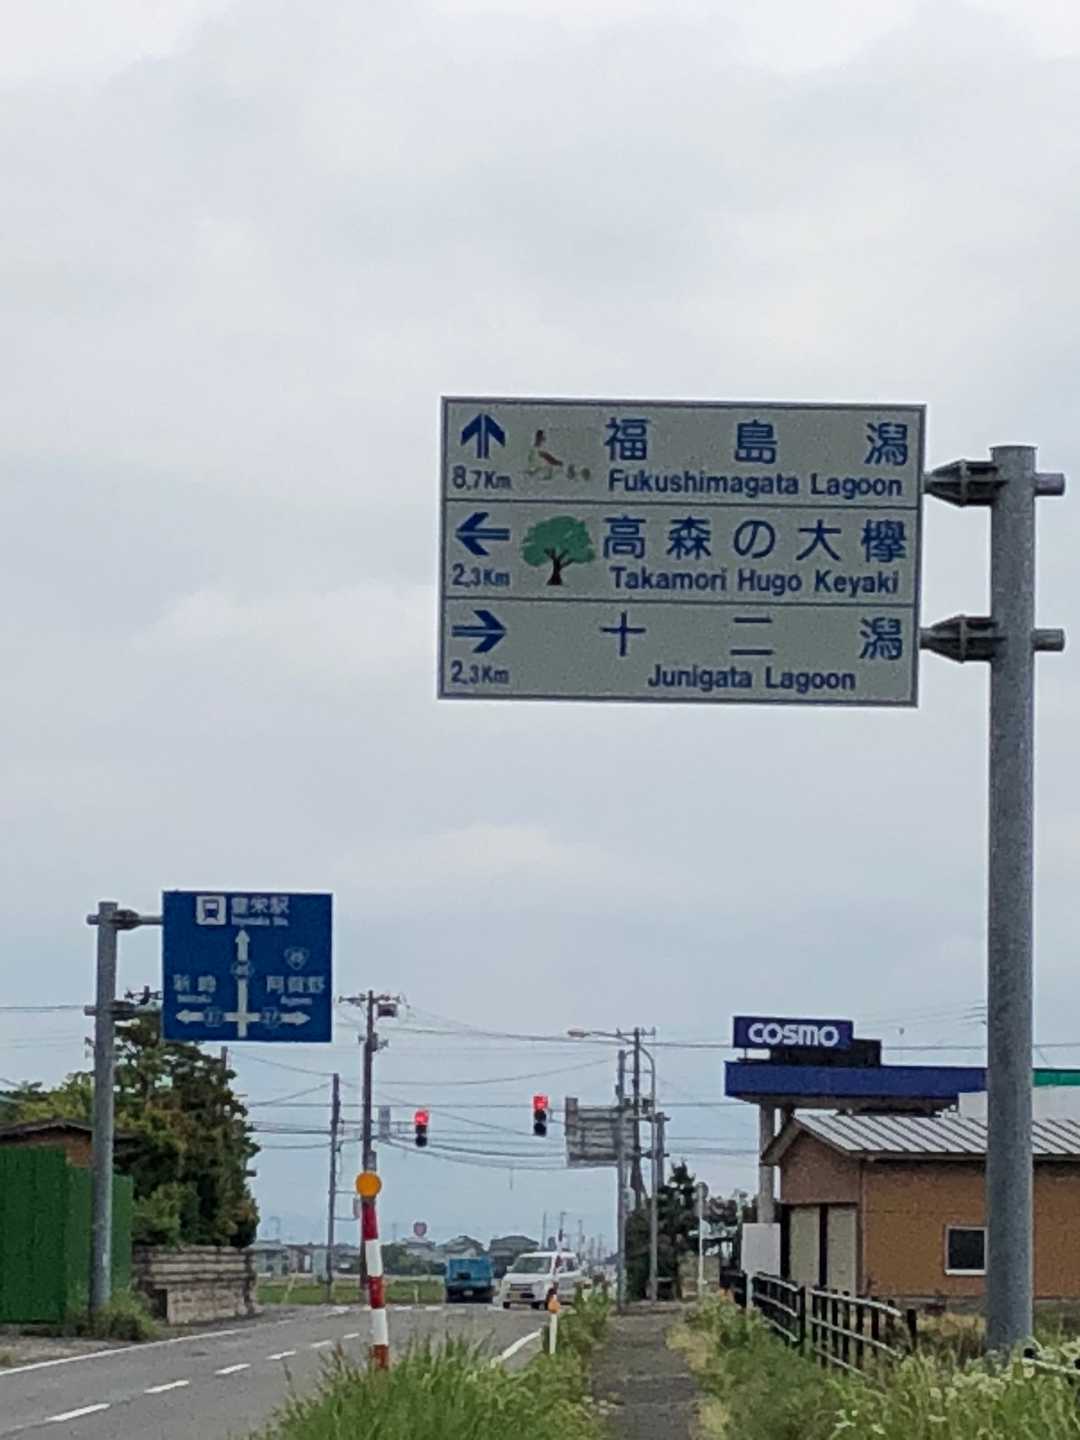 福島潟
8.7Km Fukushimagata Lagoon
高森の大欅
2.3Km Takamori Hugo Keyaki
十二潟
2.3Km Junigata Lagoon
豊栄駅
新崎 阿賀野
COSMO